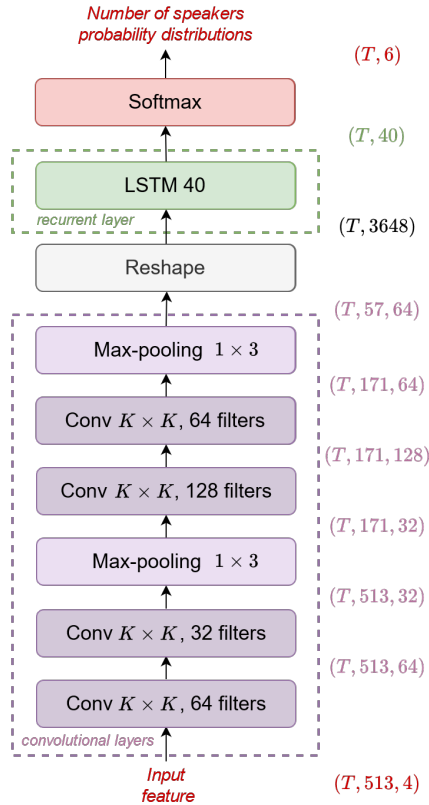 Number of speakers
probability distributions
(T, 6)
Softmax
(T, 40)
LSTM 40
recurrent layer
(T, 3648)
Reshape
(T, 57, 64)
Max-pooling 1 × 3
(T, 171, 64)
Conv K × K, 64 filters
(T, 171, 128)
Conv K × K, 128 filters
(T, 171, 32)
Max-pooling 1 × 3
(T, 513, 32)
Conv K × K, 32 filters
(T, 513, 64)
Conv K × K, 64 filters
convolutional layers
Input
feature
(T, 513, 4)